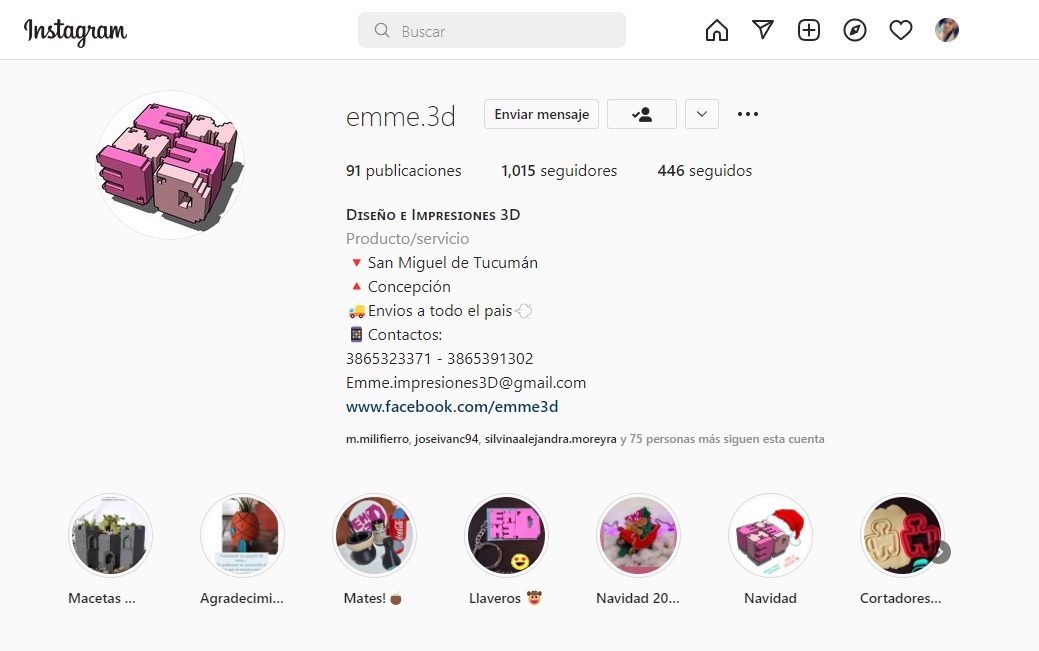 Instagram
Buscar
emme.3d
Enviar mensaje
91 publicaciones
1,015 seguidores
446 seguidos
Diseño e Impresiones 3D
Producto/servicio
🔻San Miguel de Tucumán
🔺Concepción
🚚Envios a todo el pais💨
📱Contactos:
3865323371 - 3865391302
Emme.impresiones3D@gmail.com
www.facebook.com/emme3d
m.milifierro, joseivanc94, silvinaalejandra.moreyra y 75 personas más siguen esta cuenta
Macetas ...
Agradecimi...
Mates!
Llaveros
Navidad 20...
Navidad
Cortadores...